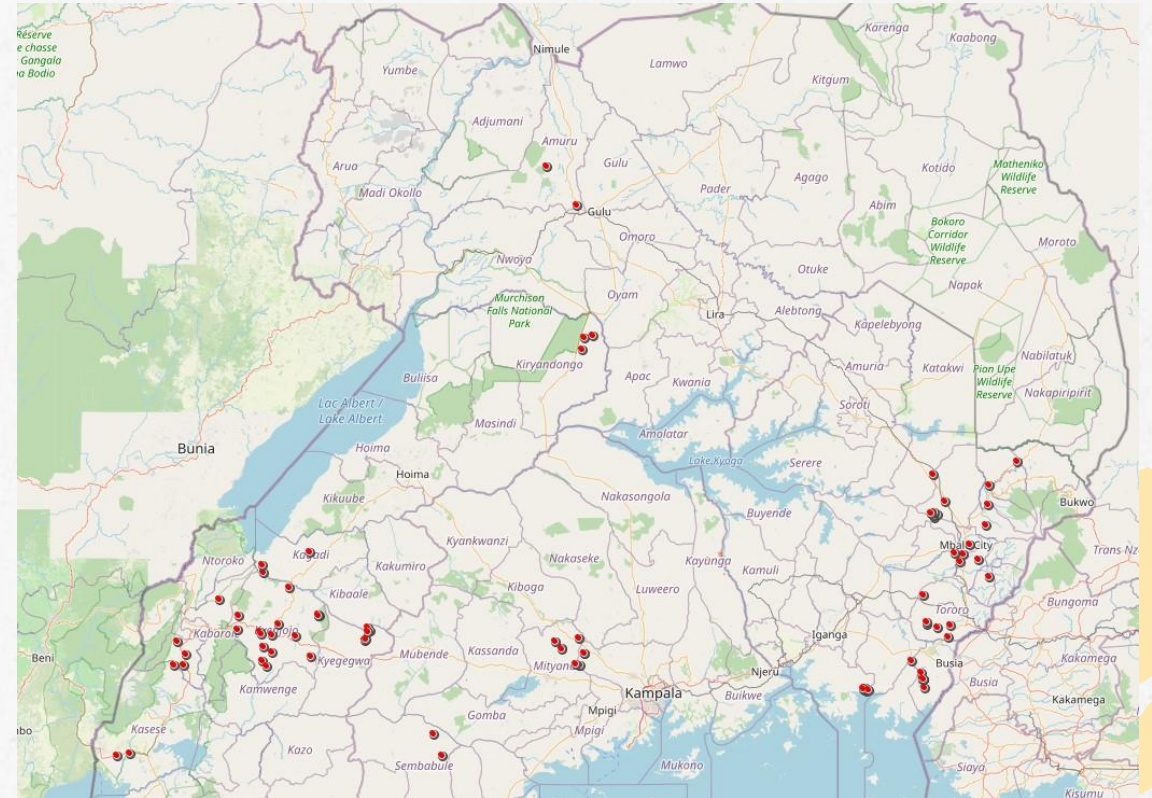 Réserve
e chasse
Gangala
a Bodio
Karenga
Kaabong
Nimule
Lamwo
Yumbe
Kitgum
Adjumani
Amuru
Gulu
Kotido
Matheniko
Wildlife
Reserve
Arua
Madi Okollo
Pader
Agago
Abim
Gulu
Bokoro
Corridor
Wildlife
Reserve
Omoro
Moroto
Nwoya
Otuke
Napak
Murchison
Falls National
Park
Oyam
Lira
Alebtong
Kapelebyong
Nabilatuk
Kiryandongo
Amuria
Katakwi
Pian Upe
Wildlife
Reserve
Buliisa
Apac
Kwania
Nakapiripirit
Lac Albert /
Lake Albert
Masindi
Soroti
Amolatar
Bunia
Hoima
Lake Kyoga
Serere
Hoima
Kikuube
Nakasongola
Bukwo
Buyende
Kyankwanzi
Ntoroko
Kagadi
Kakumiro
Nakaseke
Kayunga
Kamuli
Mbale City
Trans-Nz
Kibaale
Kiboga
Luweero
Bungoma
Tororo
Kabarole
Kyenjojo
Iganga
Beni
Kyegegwa
Mubende
Kassanda
Mityana
Njeru
Busia
Kakamega
Kamwenge
Kampala
Buikwe
Busia
Kakamega
Mpigi
Gomba
Mpigi
Kasese
Kazo
Sembabule
Mukono
Siaya
Kisumu